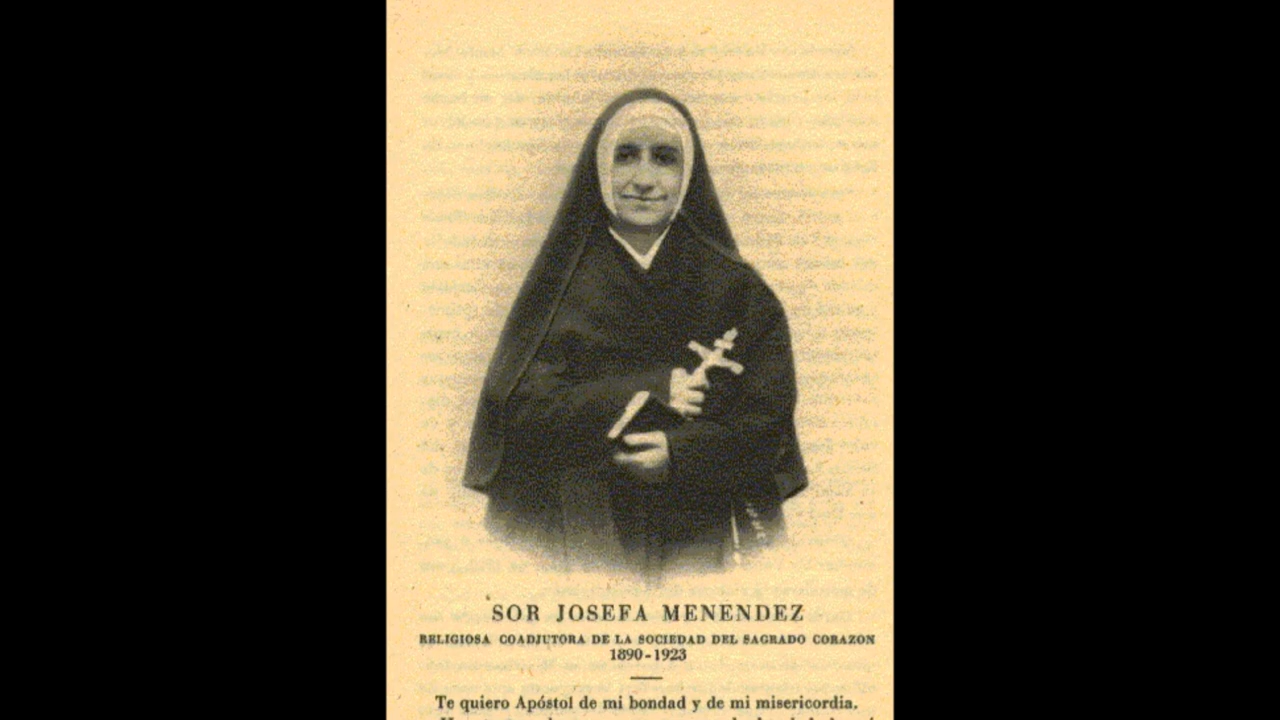 SOR JOSEFA MENENDEZ
RELIGIOSA COADJUTORA DE LA SOCIEDAD DEL SAGRADO CORAZON
1890-1923
Te quiero Apóstol de mi bondad y de mi misericordia.